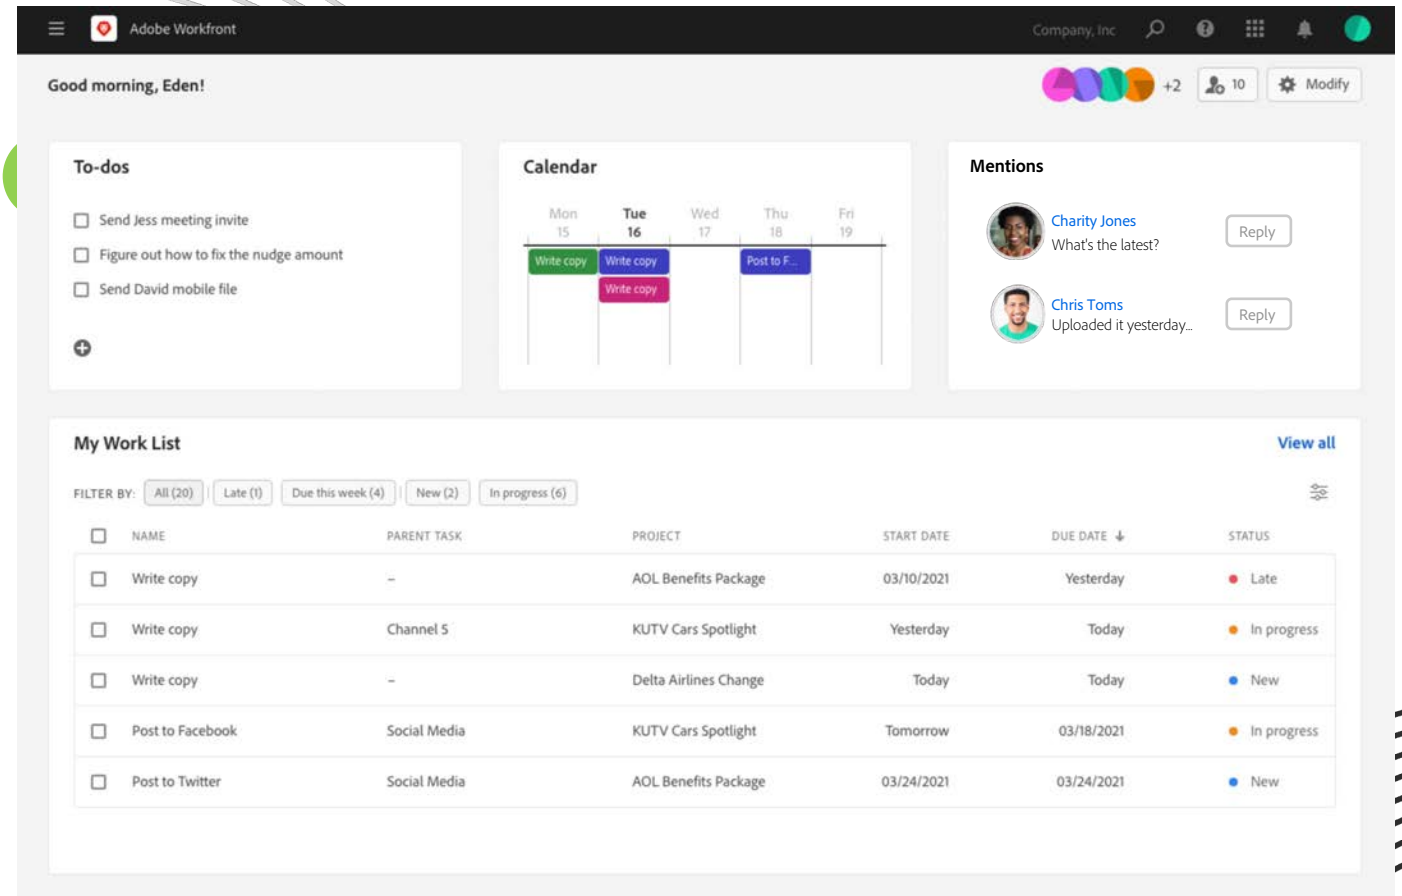 Adobe Workfront
Company, Inc
Good morning, Eden!
+2
10
Modify
To-dos
Send Jess meeting invite
Figure out how to fix the nudge amount
Send David mobile file
Calendar
Mon Tue Wed Thu Fri
15 16 17 18 19
Write copy Write copy Post to F...
Write copy
Mentions
Charity Jones
What's the latest?
Reply
Chris Toms
Uploaded it yesterday...
Reply
My Work List
View all
FILTER BY: All (20) Late (1) Due this week (4) New (2) In progress (6)
NAME PARENT TASK PROJECT START DATE DUE DATE STATUS
Write copy – AOL Benefits Package 03/10/2021 Yesterday Late
Write copy Channel 5 KUTV Cars Spotlight Yesterday Today In progress
Write copy – Delta Airlines Change Today Today New
Post to Facebook Social Media KUTV Cars Spotlight Tomorrow 03/18/2021 In progress
Post to Twitter Social Media AOL Benefits Package 03/24/2021 03/24/2021 New